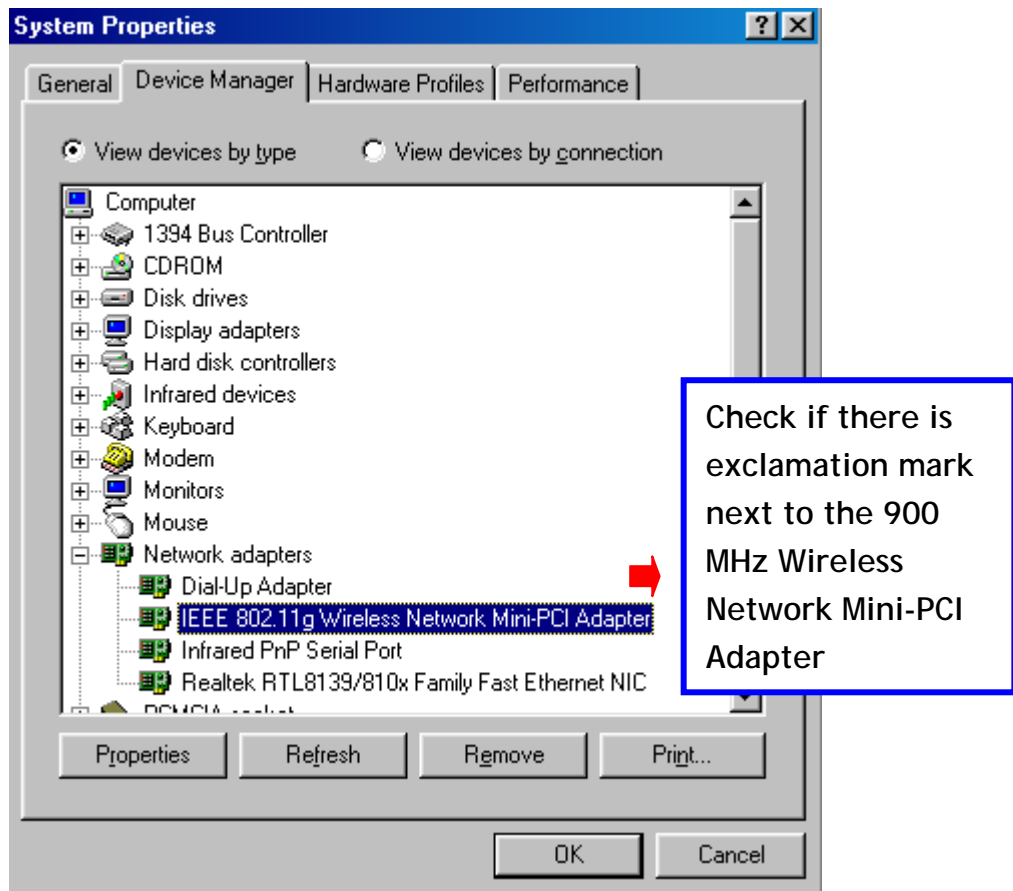 System Properties
General Device Manager Hardware Profiles Performance
View devices by type View devices by connection
Computer
1394 Bus Controller
CDROM
Disk drives
Display adapters
Hard disk controllers
Infrared devices
Keyboard
Modem
Monitors
Mouse
Network adapters
Dial-Up Adapter
IEEE 802.11g Wireless Network Mini-PCI Adapter
Infrared PnP Serial Port
Realtek RTL8139/810x Family Fast Ethernet NIC
PCMCIA socket
Check if there is
exclamation mark
next to the 900
MHz Wireless
Network Mini-PCI
Adapter
Properties Refresh Remove Print...
OK Cancel